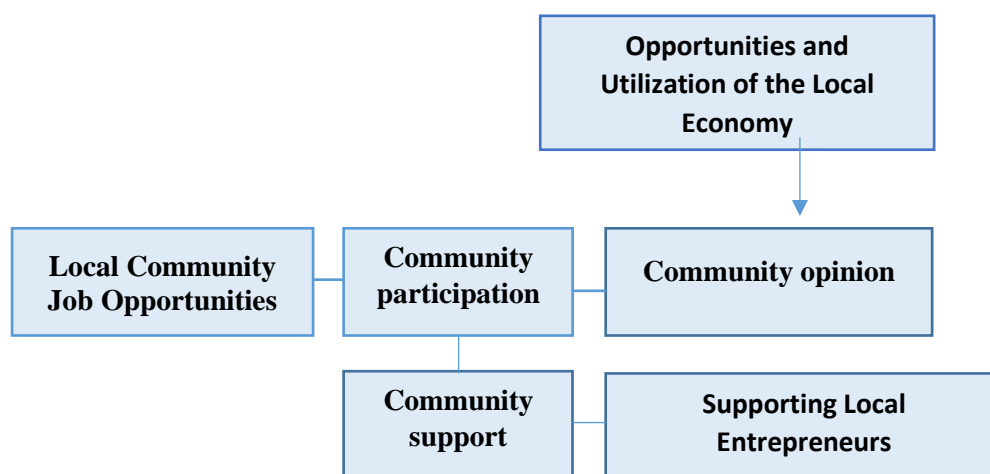 Opportunities and
Utilization of the Local
Economy
Local Community
Job Opportunities
Community
participation
Community opinion
Community
support
Supporting Local
Entrepreneurs